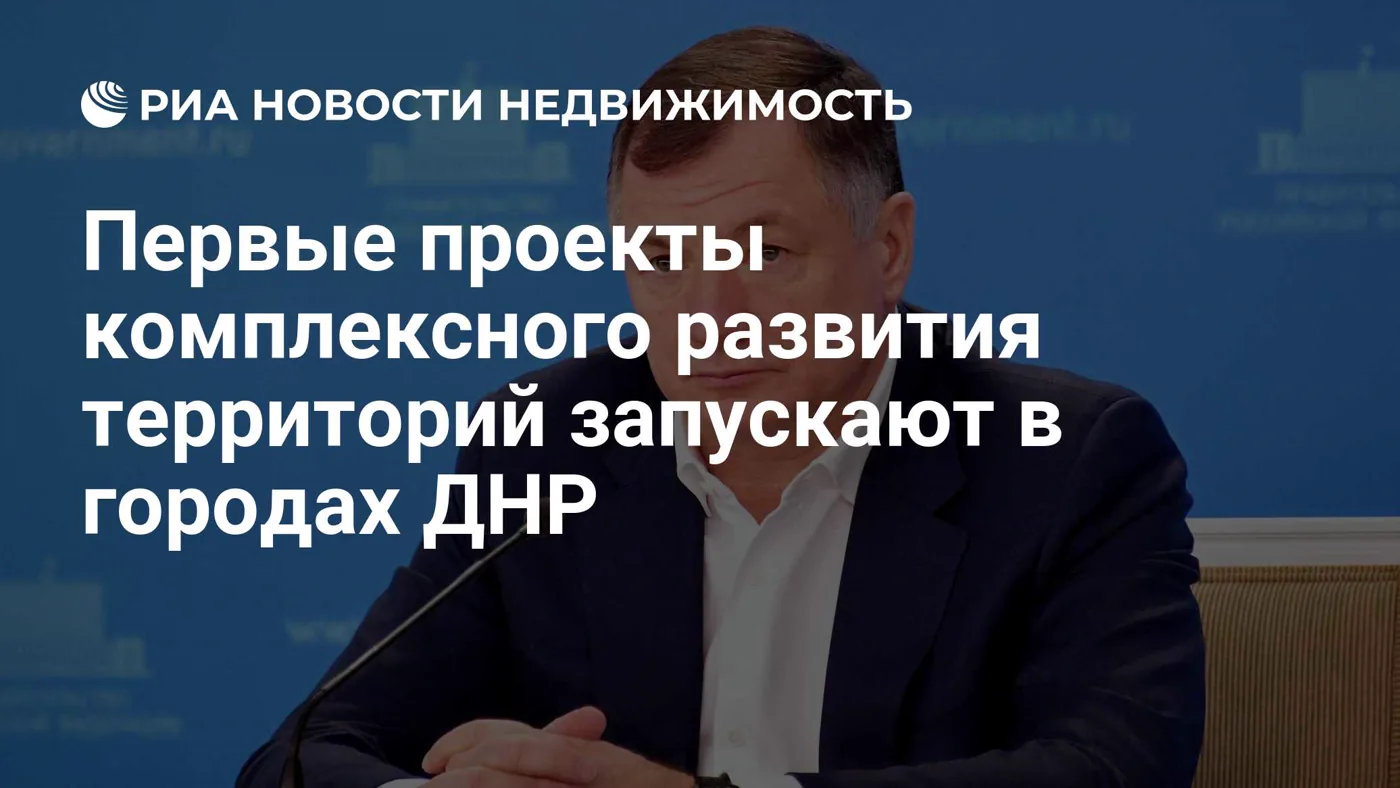 РИА НОВОСТИ НЕДВИЖИМОСТЬ
Первые проекты
комплексного развития
территорий запускают в
городах ДНР